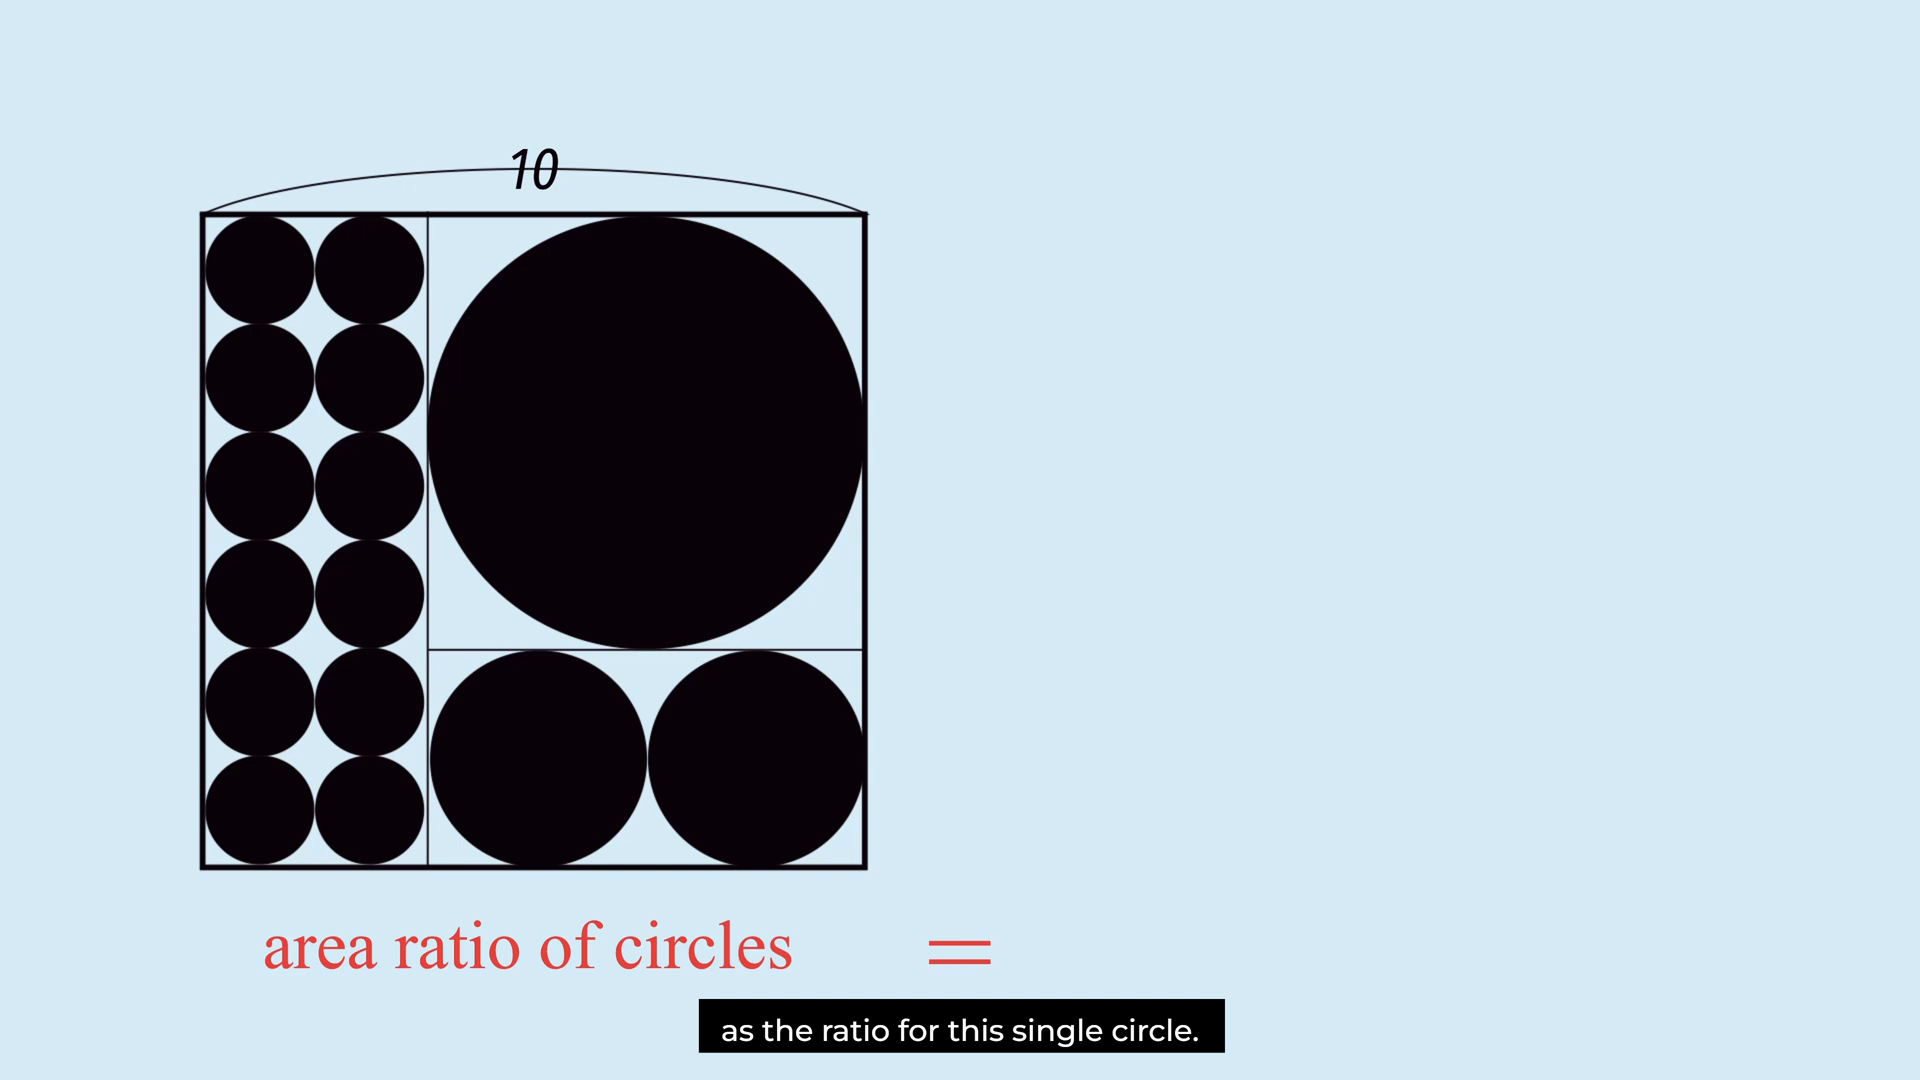 10
area ratio of circles =
as the ratio for this single circle.